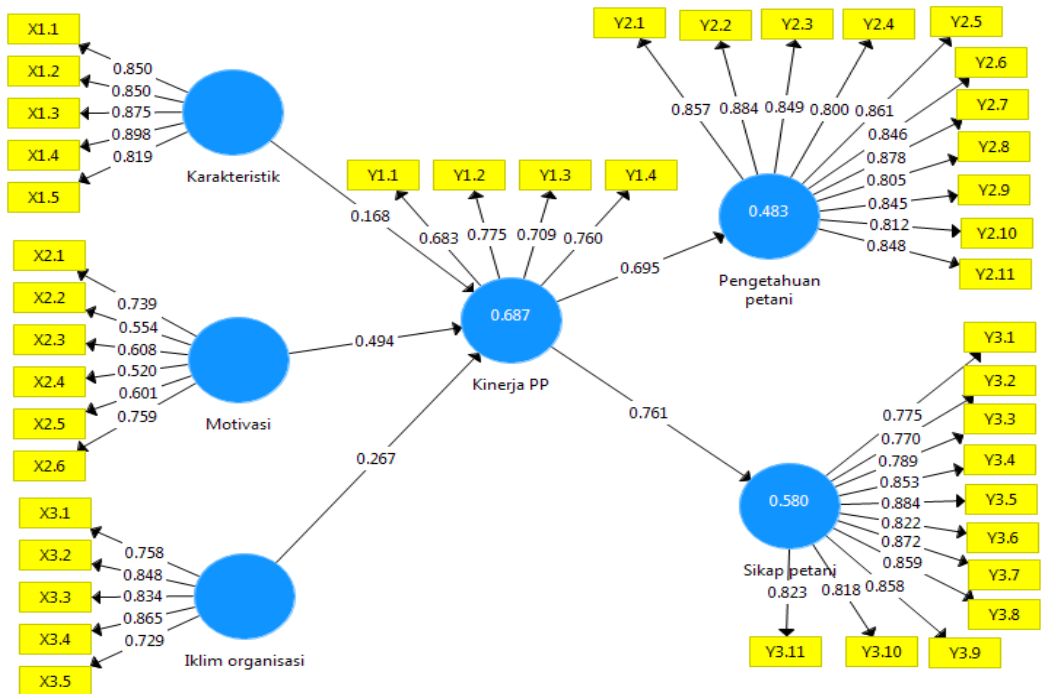 X1.1
X1.2
X1.3
X1.4
X1.5
0.850
0.850
0.875
0.898
0.819
Karakteristik
0.168
X2.1
X2.2
X2.3
X2.4
X2.5
X2.6
0.739
0.554
0.608
0.520
0.601
0.759
Motivasi
0.494
X3.1
X3.2
X3.3
X3.4
X3.5
0.758
0.848
0.834
0.865
0.729
Iklim organisasi
0.267
Y1.1
Y1.2
Y1.3
Y1.4
0.683
0.775
0.709
0.760
0.687
Kinerja PP
0.695
0.761
Y2.1
Y2.2
Y2.3
Y2.4
Y2.5
Y2.6
Y2.7
Y2.8
Y2.9
Y2.10
Y2.11
0.857
0.884
0.849
0.800
0.861
0.846
0.878
0.805
0.845
0.812
0.848
0.483
Pengetahuan
petani
Y3.1
Y3.2
Y3.3
Y3.4
Y3.5
Y3.6
Y3.7
Y3.8
Y3.9
Y3.10
Y3.11
0.775
0.770
0.789
0.853
0.884
0.822
0.872
0.859
0.858
0.818
0.823
0.580
Sikap petani